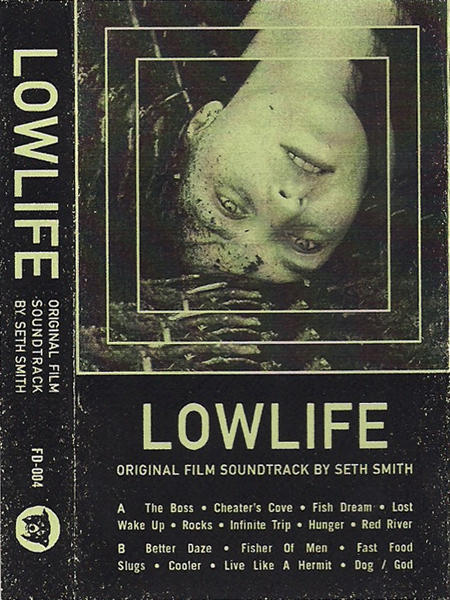 LOWLIFE
ORIGINAL FILM
SOUNDTRACK
BY SETH SMITH
FD-004
LOWLIFE
ORIGINAL FILM SOUNDTRACK BY SETH SMITH
A The Boss • Cheater's Cove • Fish Dream • Lost
Wake Up • Rocks • Infinite Trip • Hunger • Red River
B Better Daze • Fisher Of Men • Fast Food
Slugs • Cooler • Live Like A Hermit • Dog / God